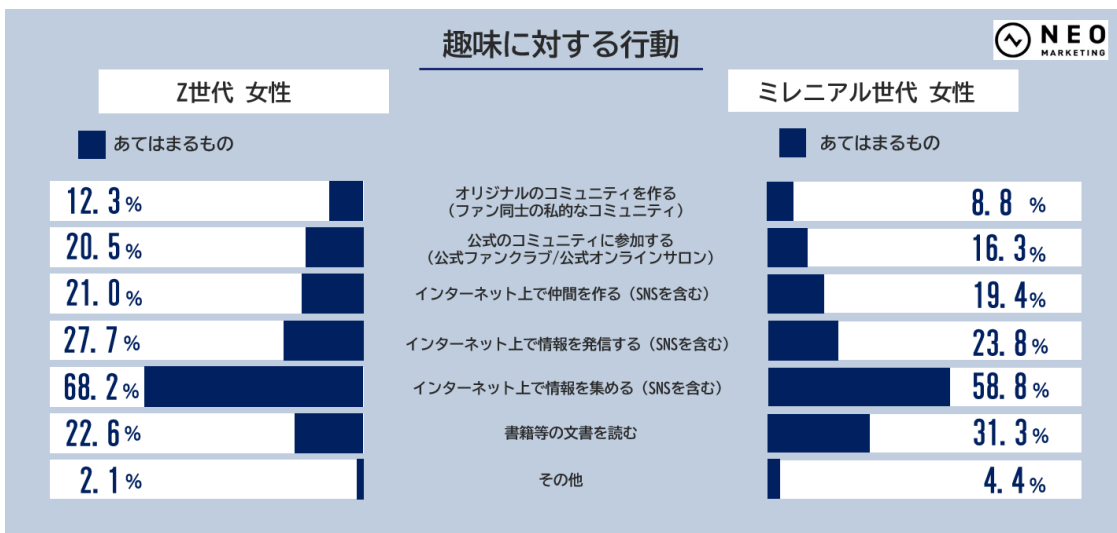 趣味に対する行動
NEO
MARKETING
Z世代 女性
ミレニアル世代 女性
あてはまるもの
あてはまるもの
12.3%
オリジナルのコミュニティを作る
(ファン同士の私的なコミュニティ)
8.8 %
20.5%
公式のコミュニティに参加する
(公式ファンクラブ/公式オンラインサロン)
16.3%
21.0%
インターネット上で仲間を作る(SNSを含む)
19.4%
27.7%
インターネット上で情報を発信する(SNSを含む)
23.8%
68.2%
インターネット上で情報を集める(SNSを含む)
58.8%
22.6%
書籍等の文書を読む
31.3%
2.1%
その他
4.4%